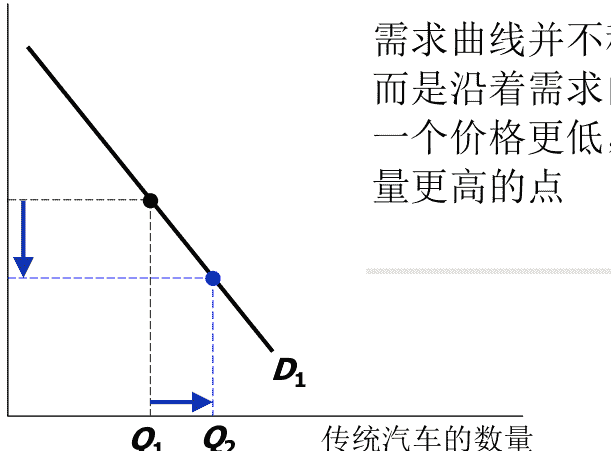 需求曲线并不
而是沿着需求
一个价格更低，
量更高的点
D1
Q1
Q2
传统汽车的数量